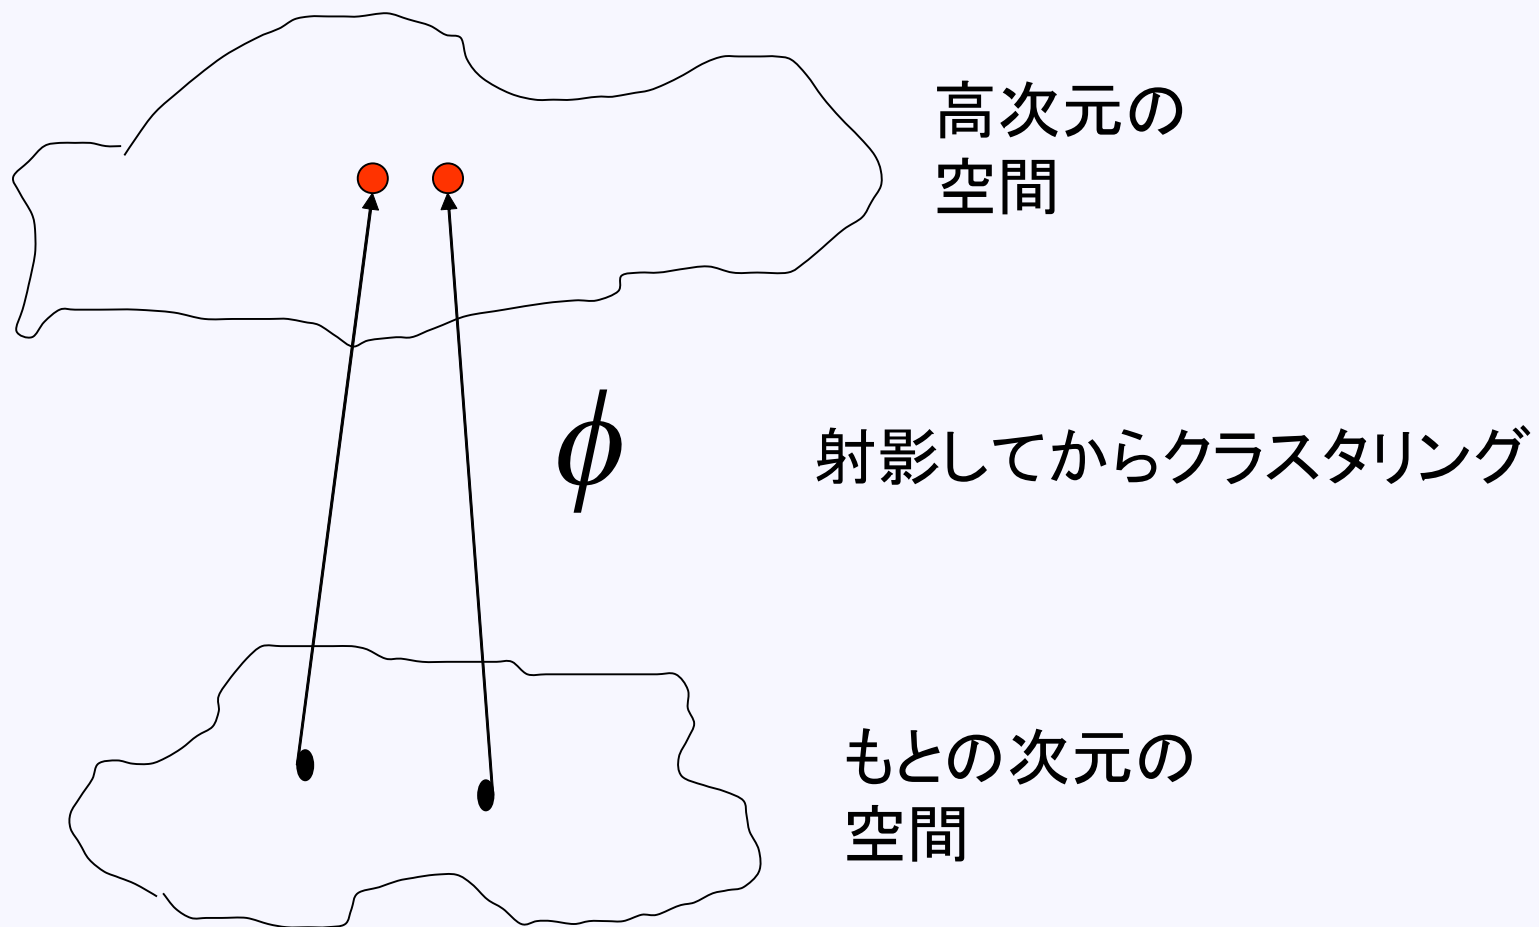 高次元の
空間
ϕ
射影してからクラスタリング
もとの次元の
空間